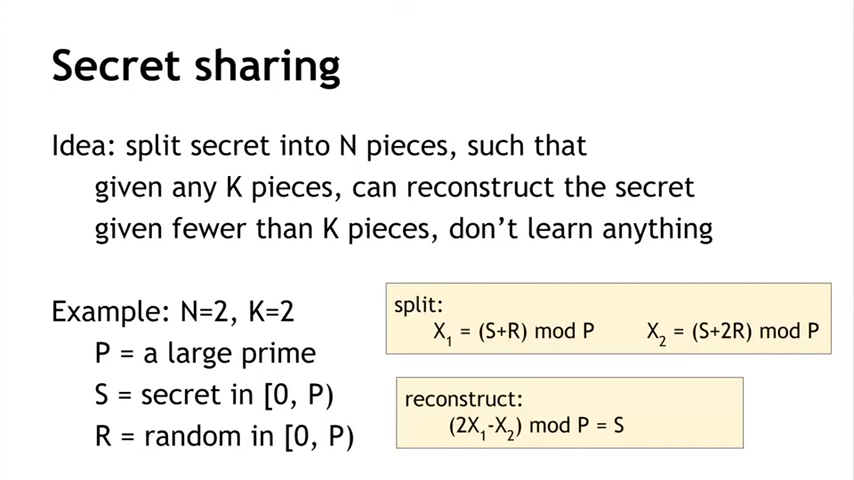 Secret sharing
Idea: split secret into N pieces, such that
given any K pieces, can reconstruct the secret
given fewer than K pieces, don’t learn anything
Example: N=2, K=2
P = a large prime
S = secret in [0, P)
R = random in [0, P)
split:
X₁ = (S+R) mod P X₂ = (S+2R) mod P
reconstruct:
(2X₁-X₂) mod P = S